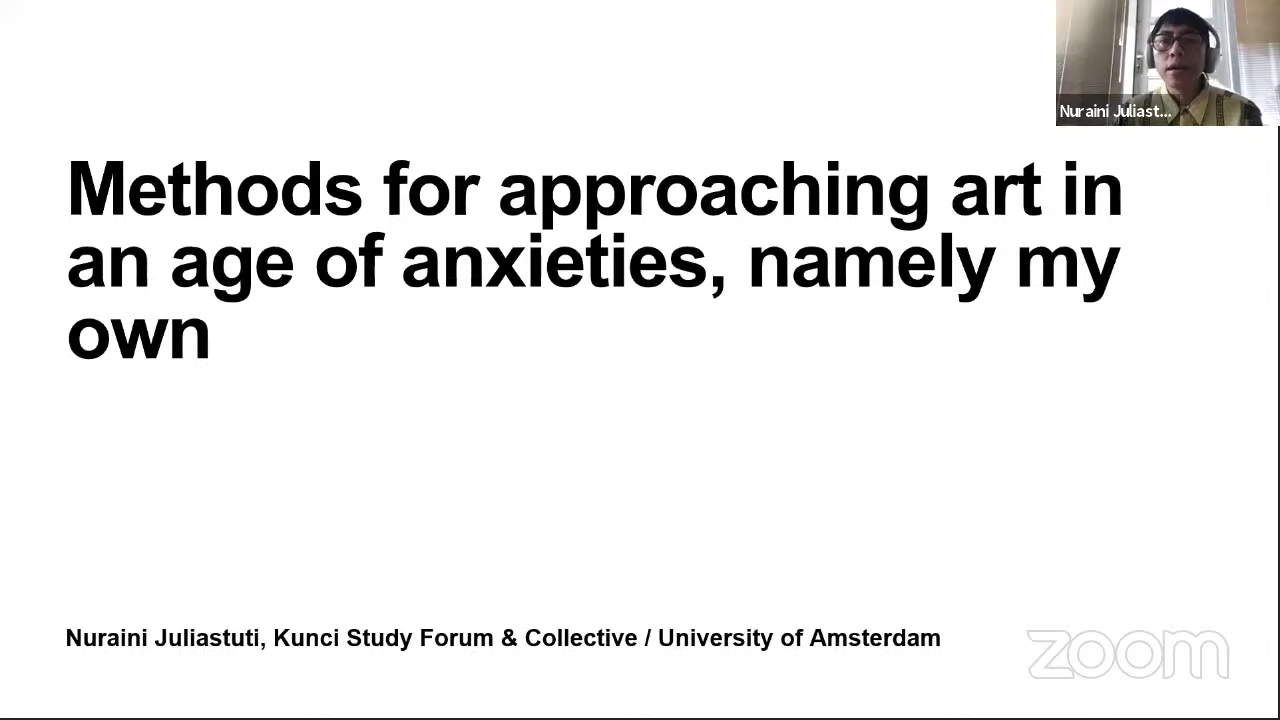 Nuraini Juliast...
Methods for approaching art in
an age of anxieties, namely my
own
Nuraini Juliastuti, Kunci Study Forum & Collective / University of Amsterdam
zoom